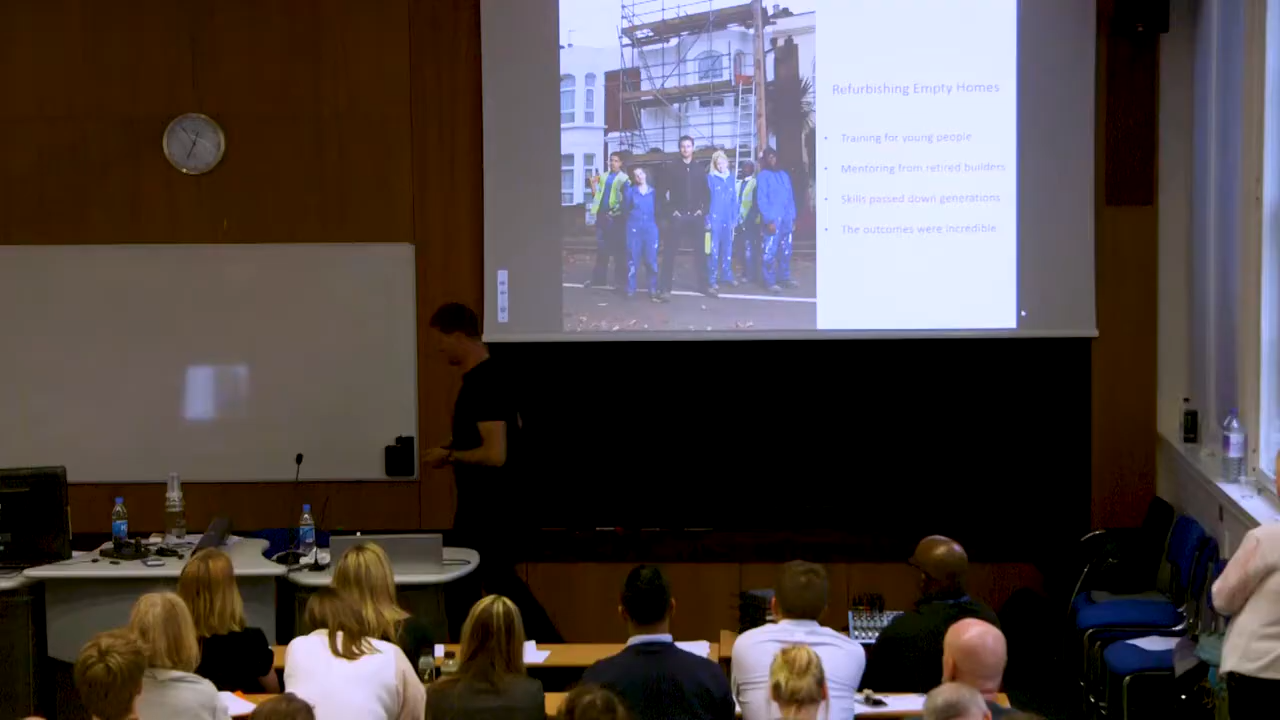 Refurbishing Empty Homes
• Training for young people
• Mentoring from retired builders
• Skills passed down generations
• The outcomes were incredible